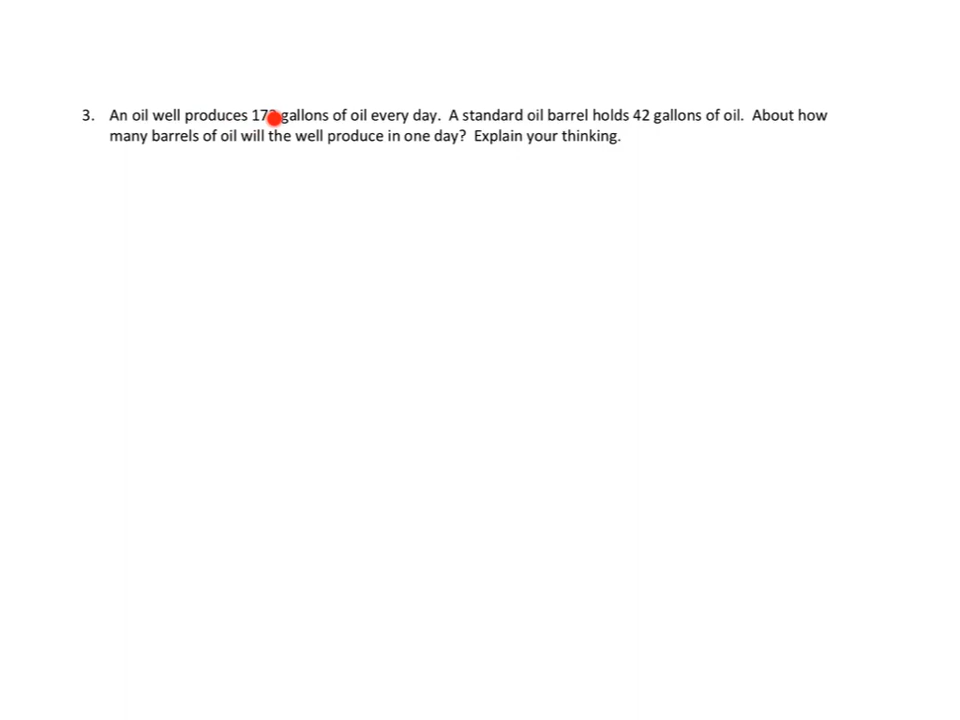 3. An oil well produces gallons of oil every day. A standard oil barrel holds 42 gallons of oil. About how
many barrels of oil will the well produce in one day? Explain your thinking.